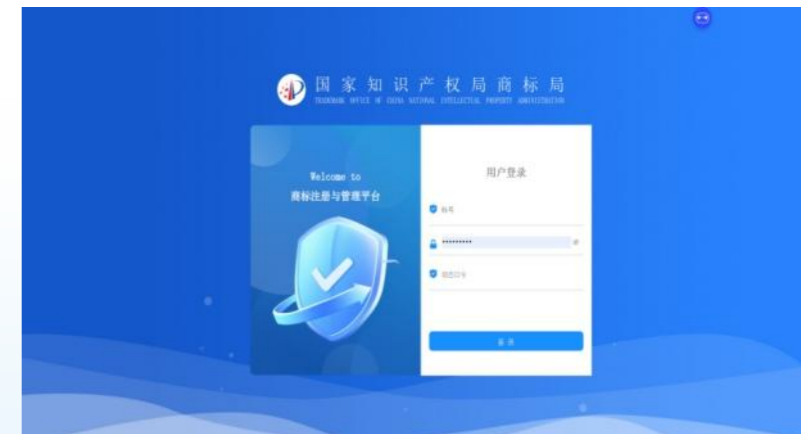 国家知识产权局商标局
TRADEMARK OFFICE OF CHINA NATIONAL INTELLECTUAL PROPERTY ADMINISTRATION
Welcome to
商标注册与管理平台
用户登录
账号
•••••••••
动态口令
登 录